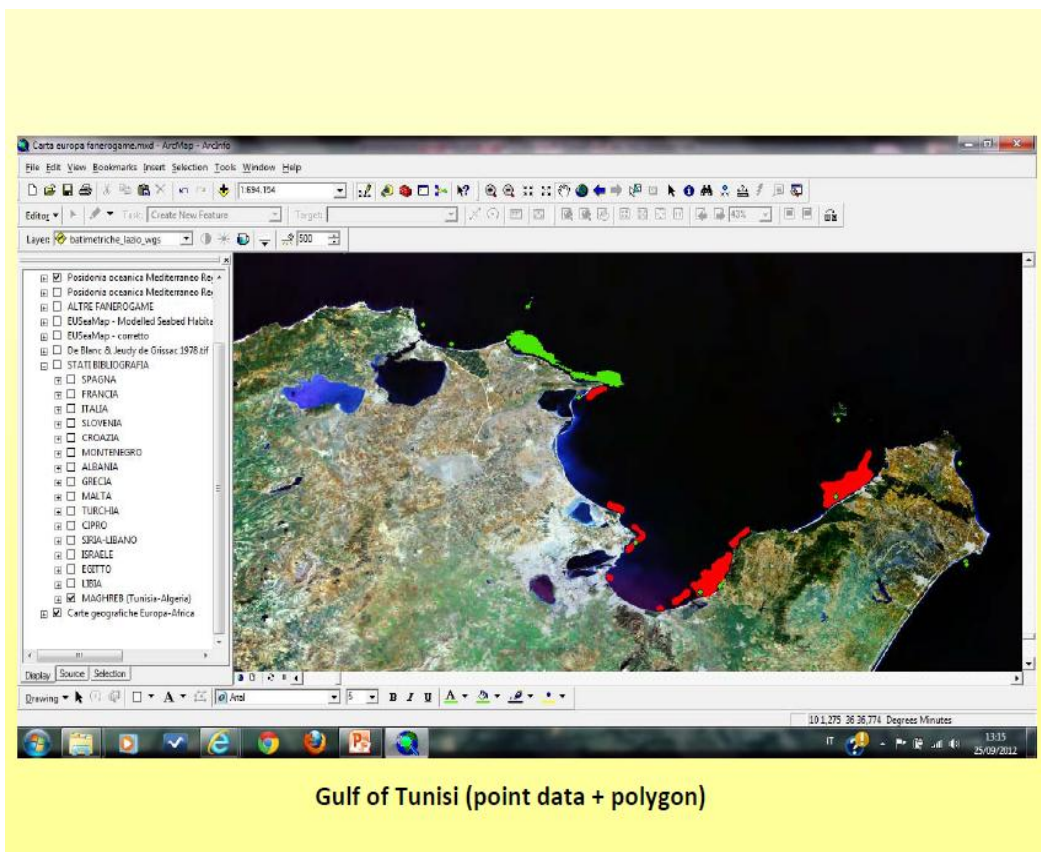 Carta europa fanerogame.mxd - ArcMap - ArcInfo
File Edit View Bookmarks Insert Selection Tools Window Help
1:694.154
Editor Task: Create New Feature Target: 43%
Layer: batimetriche_lazio_wgs 500
Posidonia oceanica Mediterraneo Re
Posidonia oceanica Mediterraneo Re
ALTRE FANEROGAME
EUSeaMap - Modelled Seabed Habita
EUSeaMap - corretto
De Blanc & Jeudy de Grissac 1978.tif
STATI BIBLIOGRAFIA
SPAGNA
FRANCIA
ITALIA
SLOVENIA
CROAZIA
MONTENEGRO
ALBANIA
GRECIA
MALTA
TURCHIA
CIPRO
SIRIA-LIBANO
ISRAELE
EGITTO
LIBIA
MAGHREB (Tunisia-Algeria)
Carte geografiche Europa-Africa
Display Source Selection
Drawing A Arial 5 B I U A
10 1,275 36 36,774 Degrees Minutes
IT 13:15
25/09/2012
Gulf of Tunisi (point data + polygon)